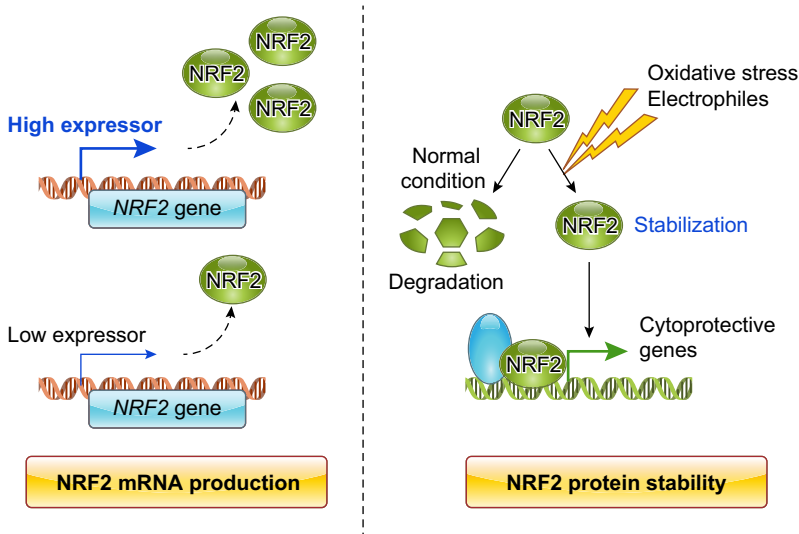 NRF2
NRF2
NRF2
High expressor
NRF2 gene
NRF2
Low expressor
NRF2 gene
NRF2 mRNA production
Oxidative stress
Electrophiles
NRF2
Normal
condition
NRF2
Stabilization
Degradation
Cytoprotective
genes
NRF2
NRF2 protein stability